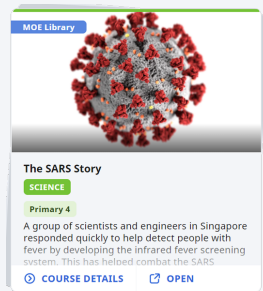 MOE Library
The SARS Story
SCIENCE
Primary 4
A group of scientists and engineers in Singapore
responded quickly to help detect people with
fever by developing the infrared fever screening
system. This has helped combat the SARS
COURSE DETAILS
OPEN